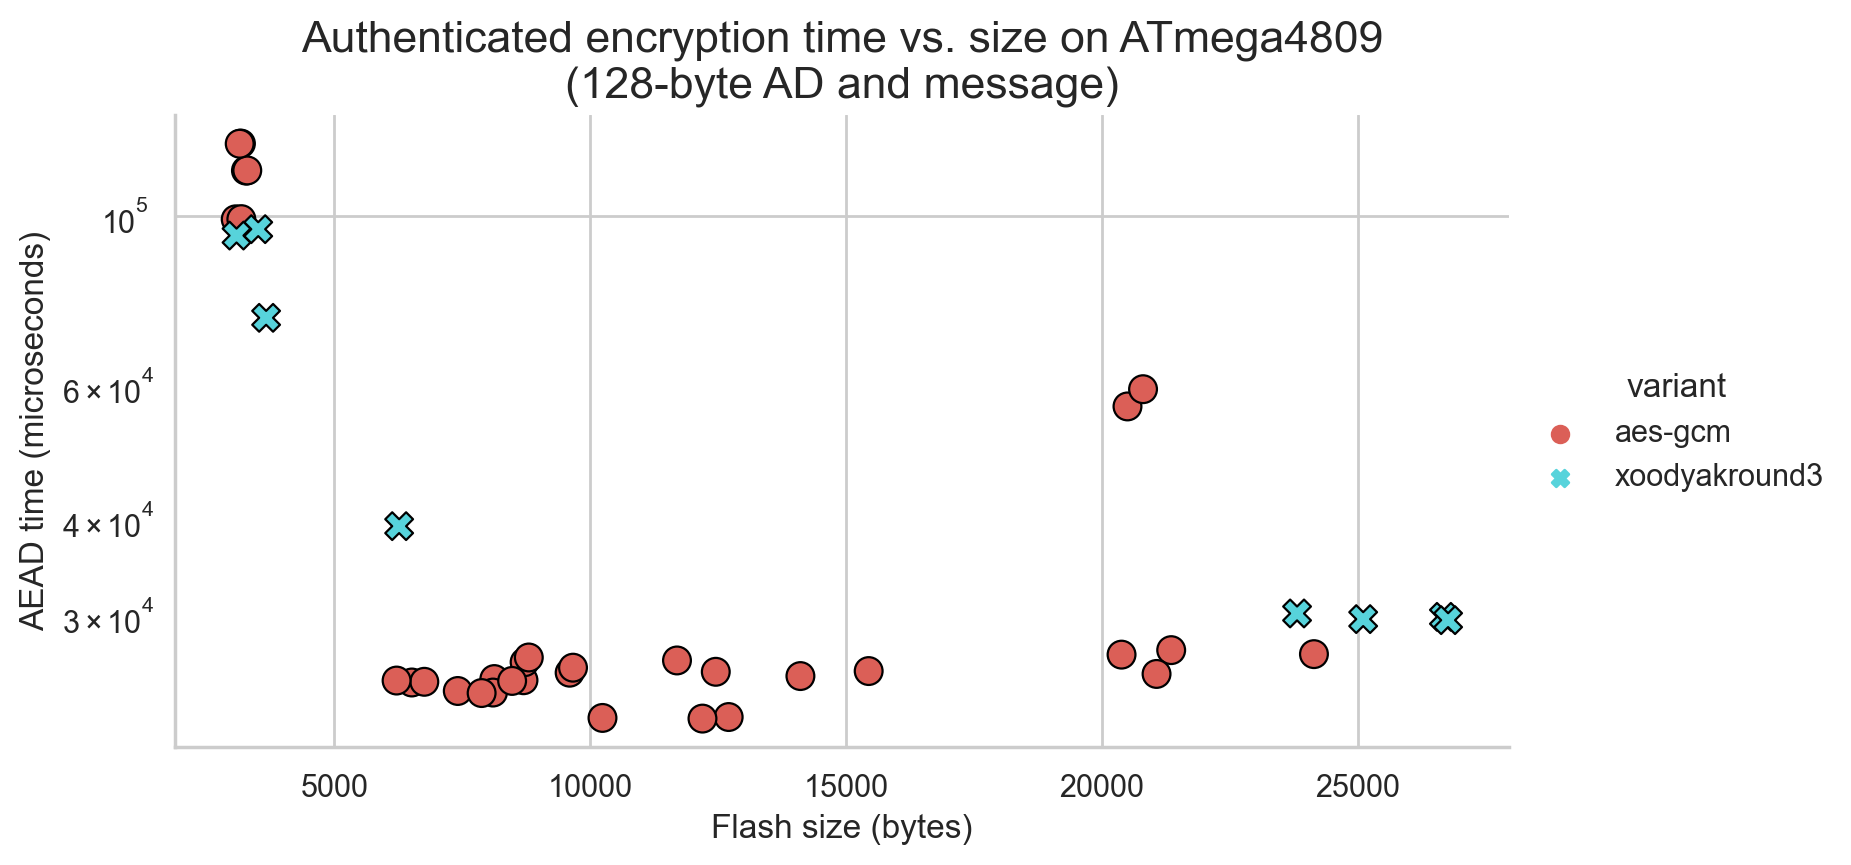 Authenticated encryption time vs. size on ATmega4809
(128-byte AD and message)
10^5
6 × 10^4
4 × 10^4
3 × 10^4
AEAD time (microseconds)
5000
10000
15000
20000
25000
Flash size (bytes)
variant
aes-gcm
xoodyakround3